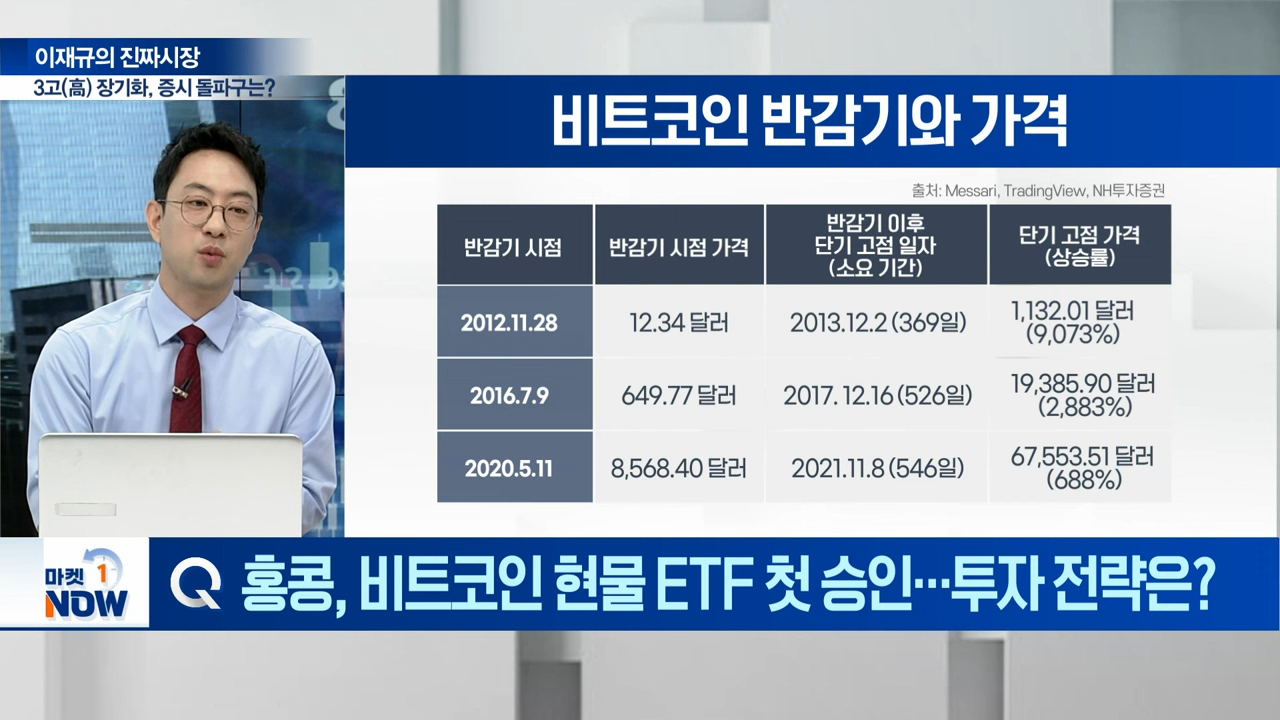 이재규의 진짜시장
3고(高) 장기화, 증시 돌파구는?
비트코인 반감기와 가격
출처: Messari, TradingView, NH투자증권
반감기 시점
반감기 시점 가격
반감기 이후
단기 고점 일자
(소요 기간)
단기 고점 가격
(상승률)
2012.11.28
12.34 달러
2013.12.2 (369일)
1,132.01 달러
(9,073%)
2016.7.9
649.77 달러
2017. 12.16 (526일)
19,385.90 달러
(2,883%)
2020.5.11
8,568.40 달러
2021.11.8 (546일)
67,553.51 달러
(688%)
마켓 1
NOW
Q 홍콩, 비트코인 현물 ETF 첫 승인…투자 전략은?